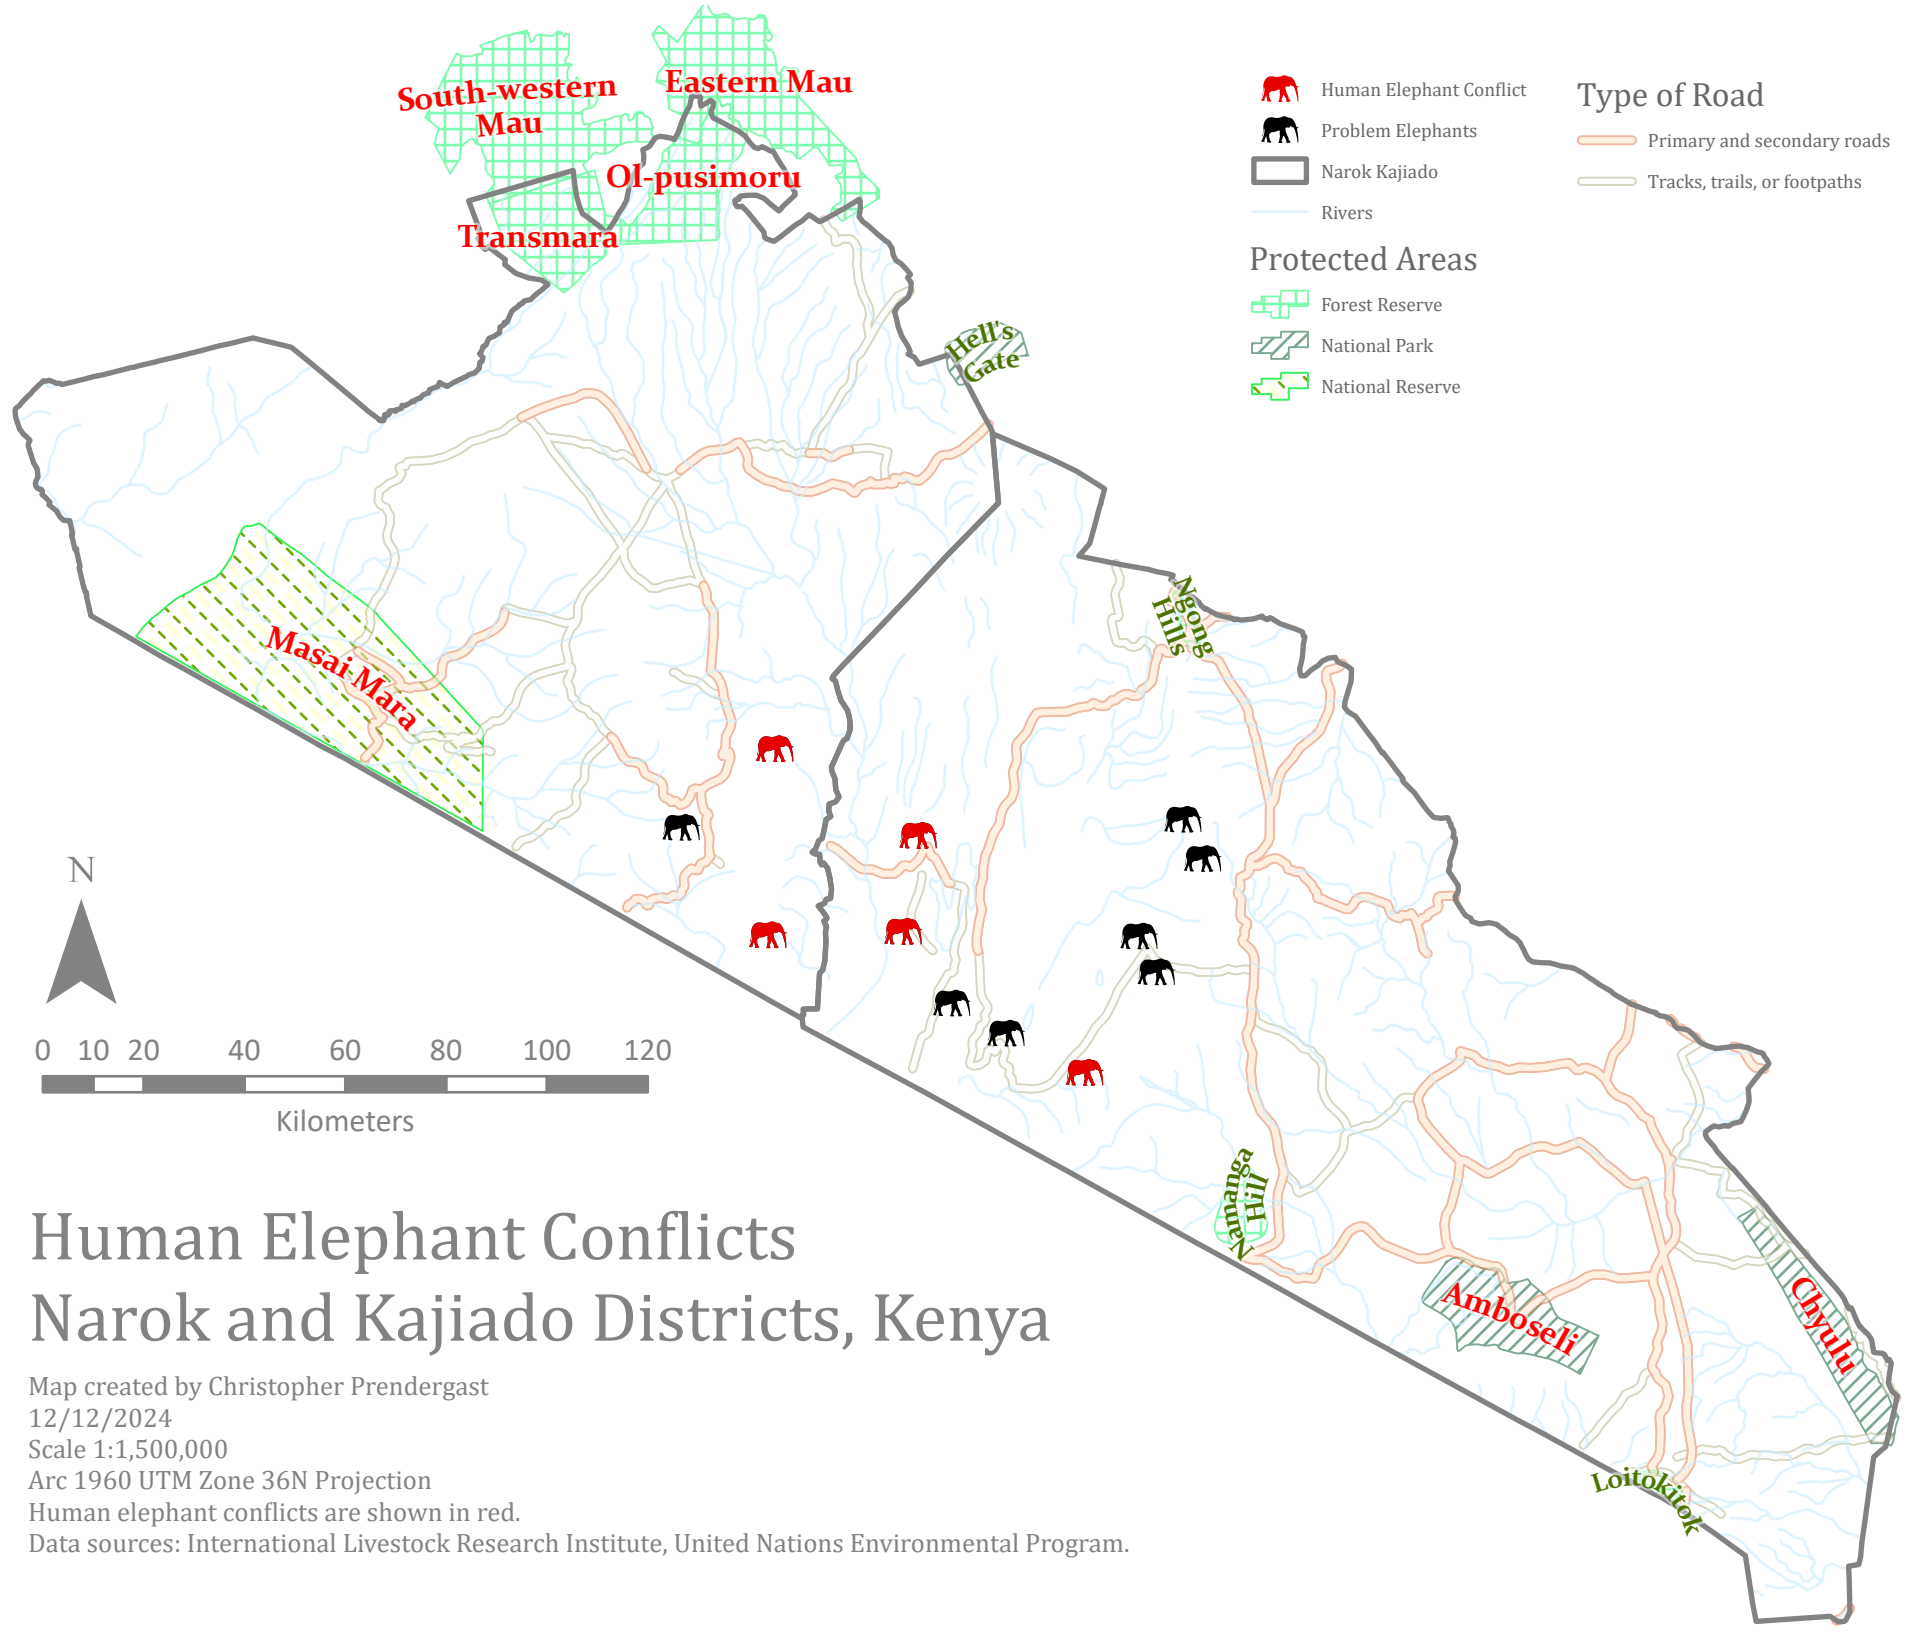 South-western
Mau
Eastern Mau
Ol-pusimoru
Transmara
Hell's
Gate
Masai Mara
Ngong
Hills
Namanga
Hill
Amboseli
Chyulu
Loitokitok
Human Elephant Conflict
Problem Elephants
Narok Kajiado
Rivers
Protected Areas
Forest Reserve
National Park
National Reserve
Type of Road
Primary and secondary roads
Tracks, trails, or footpaths
N
0 10 20 40 60 80 100 120
Kilometers
Human Elephant Conflicts
Narok and Kajiado Districts, Kenya
Map created by Christopher Prendergast
12/12/2024
Scale 1:1,500,000
Arc 1960 UTM Zone 36N Projection
Human elephant conflicts are shown in red.
Data sources: International Livestock Research Institute, United Nations Environmental Program.